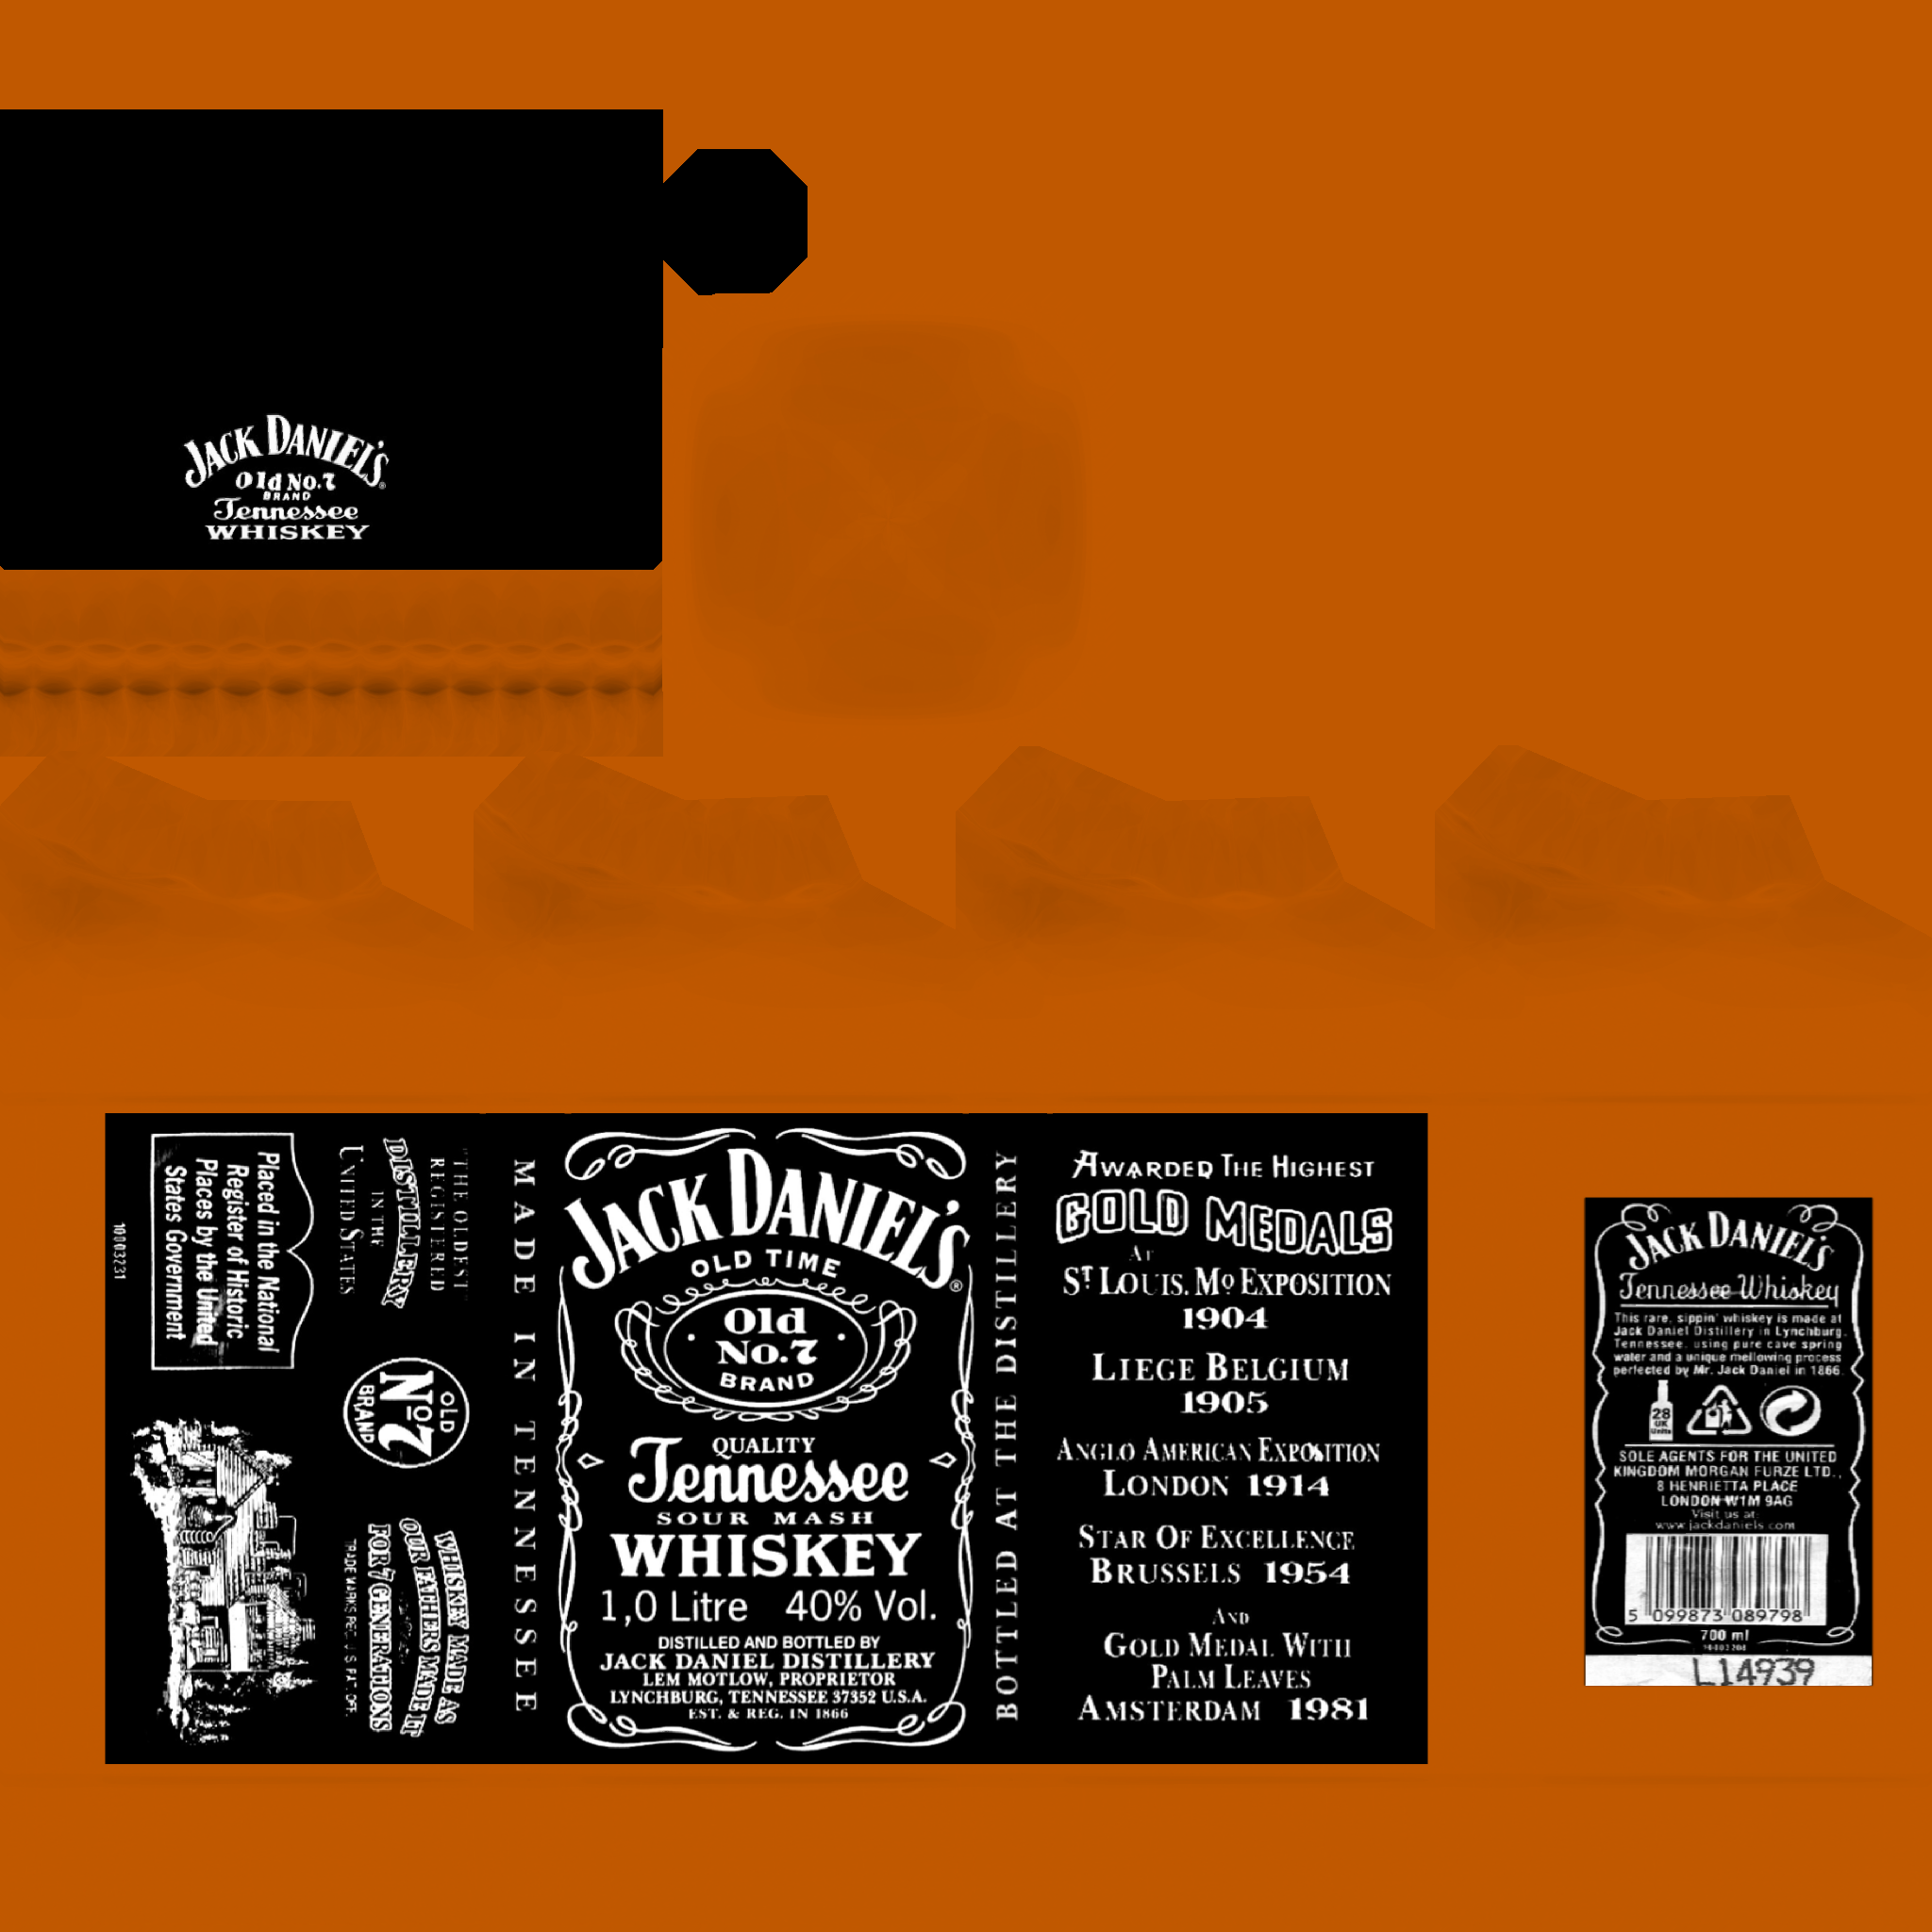 JACK DANIEL'S
Old No.7
BRAND
Tennessee
WHISKEY
Placed in the National
Register of Historic
Places by the United
States Government
10003231
"THE OLDEST
REGISTERED
DISTILLERY
IN THE
UNITED STATES
OLD
No 7
BRAND
WHISKEY MADE AS
OUR FATHERS MADE IT
FOR 7 GENERATIONS
TRADE MARKS REG. U.S. PAT. OFF.
MADE IN TENNESSEE
JACK DANIEL'S
OLD TIME
Old
No.7
BRAND
QUALITY
Tennessee
SOUR MASH
WHISKEY
1,0 Litre 40% Vol.
DISTILLED AND BOTTLED BY
JACK DANIEL DISTILLERY
LEM MOTLOW, PROPRIETOR
LYNCHBURG, TENNESSEE 37352 U.S.A.
EST. & REG. IN 1866
BOTTLED AT THE DISTILLERY
AWARDED THE HIGHEST
GOLD MEDALS
AT
ST LOUIS. MO EXPOSITION
1904
LIEGE BELGIUM
1905
ANGLO AMERICAN EXPOSITION
LONDON 1914
STAR OF EXCELLENCE
BRUSSELS 1954
AND
GOLD MEDAL WITH
PALM LEAVES
AMSTERDAM 1981
JACK DANIEL'S
Tennessee Whiskey
This rare, sippin' whiskey is made at
Jack Daniel Distillery in Lynchburg,
Tennessee, using pure cave spring
water and a unique mellowing process
perfected by Mr. Jack Daniel in 1866.
28
UK
Units
SOLE AGENTS FOR THE UNITED
KINGDOM MORGAN FURZE LTD.,
8 HENRIETTA PLACE
LONDON W1M 9AG
Visit us at:
www.jackdaniels.com
5 099873 089798
700 ml
L14939